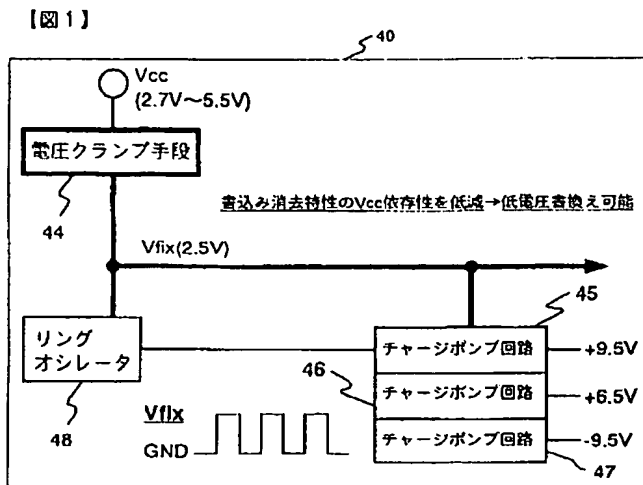 【図1】
40
Vcc
(2.7V～5.5V)
電圧クランプ手段
44
書込み消去特性のVcc依存性を低減→低電圧書換え可能
Vfix(2.5V)
45
リング
オシレータ
48
46
チャージポンプ回路
+9.5V
チャージポンプ回路
+6.5V
チャージポンプ回路
-9.5V
47
Vfix
GND